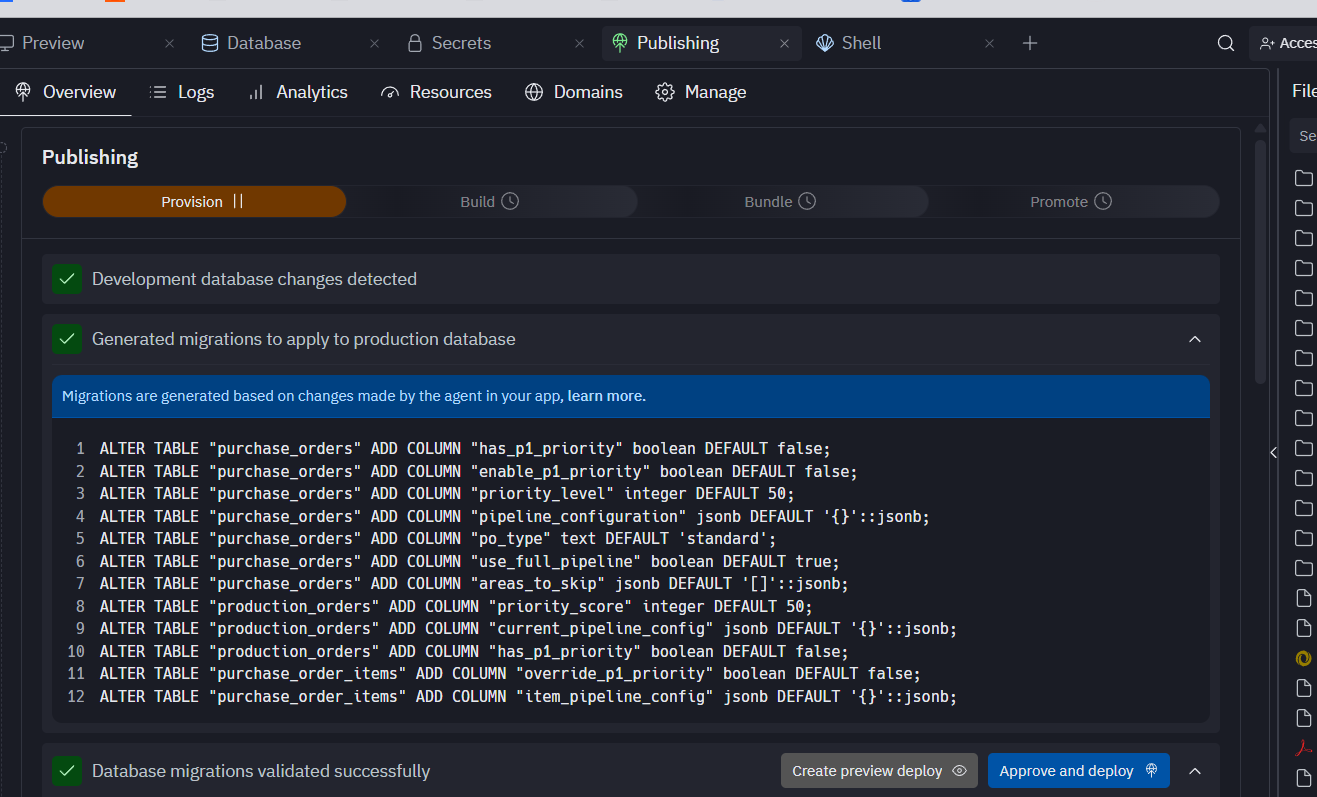 Preview Database Secrets Publishing Shell Acces
Overview Logs Analytics Resources Domains Manage
File
Se
Publishing
Provision Build Bundle Promote
Development database changes detected
Generated migrations to apply to production database
Migrations are generated based on changes made by the agent in your app, learn more.
1 ALTER TABLE "purchase_orders" ADD COLUMN "has_p1_priority" boolean DEFAULT false;
2 ALTER TABLE "purchase_orders" ADD COLUMN "enable_p1_priority" boolean DEFAULT false;
3 ALTER TABLE "purchase_orders" ADD COLUMN "priority_level" integer DEFAULT 50;
4 ALTER TABLE "purchase_orders" ADD COLUMN "pipeline_configuration" jsonb DEFAULT '{}'::jsonb;
5 ALTER TABLE "purchase_orders" ADD COLUMN "po_type" text DEFAULT 'standard';
6 ALTER TABLE "purchase_orders" ADD COLUMN "use_full_pipeline" boolean DEFAULT true;
7 ALTER TABLE "purchase_orders" ADD COLUMN "areas_to_skip" jsonb DEFAULT '[]'::jsonb;
8 ALTER TABLE "production_orders" ADD COLUMN "priority_score" integer DEFAULT 50;
9 ALTER TABLE "production_orders" ADD COLUMN "current_pipeline_config" jsonb DEFAULT '{}'::jsonb;
10 ALTER TABLE "production_orders" ADD COLUMN "has_p1_priority" boolean DEFAULT false;
11 ALTER TABLE "purchase_order_items" ADD COLUMN "override_p1_priority" boolean DEFAULT false;
12 ALTER TABLE "purchase_order_items" ADD COLUMN "item_pipeline_config" jsonb DEFAULT '{}'::jsonb;
Database migrations validated successfully Create preview deploy Approve and deploy